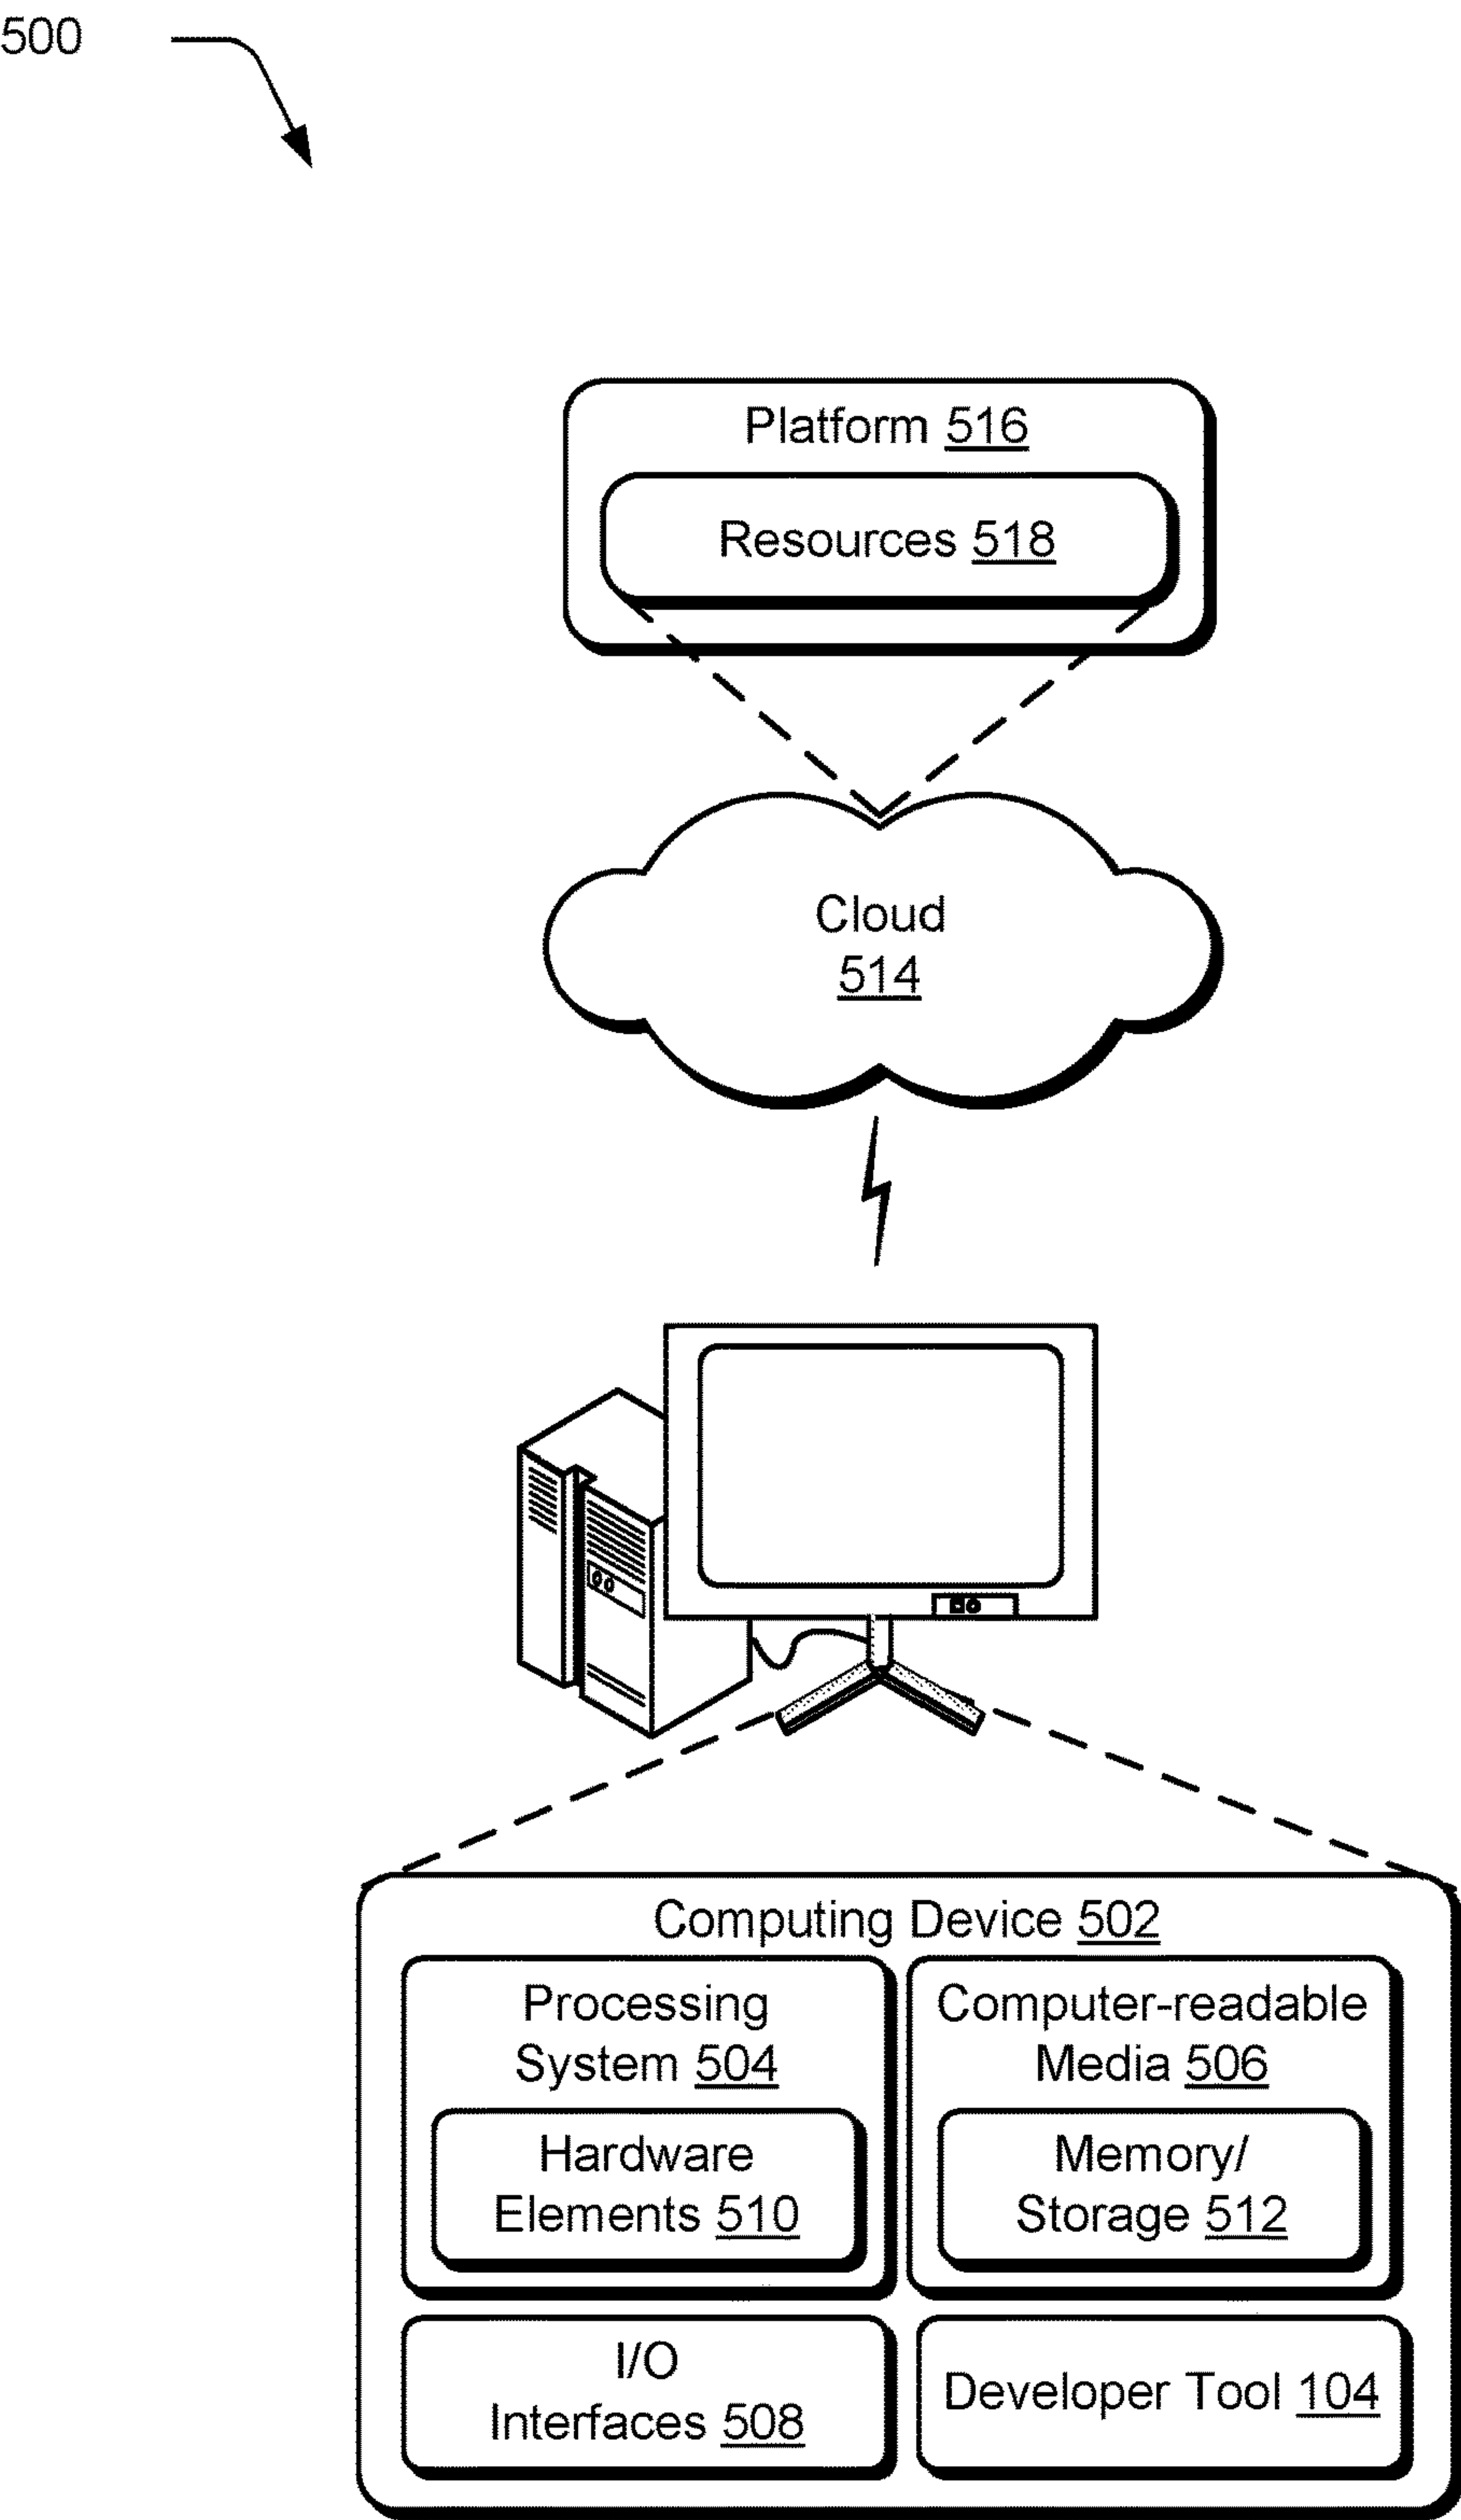 500
Platform 516
Resources 518
Cloud
514
Computing Device 502
Processing
System 504
Hardware
Elements 510
Computer-readable
Media 506
Memory/
Storage 512
I/O
Interfaces 508
Developer Tool 104